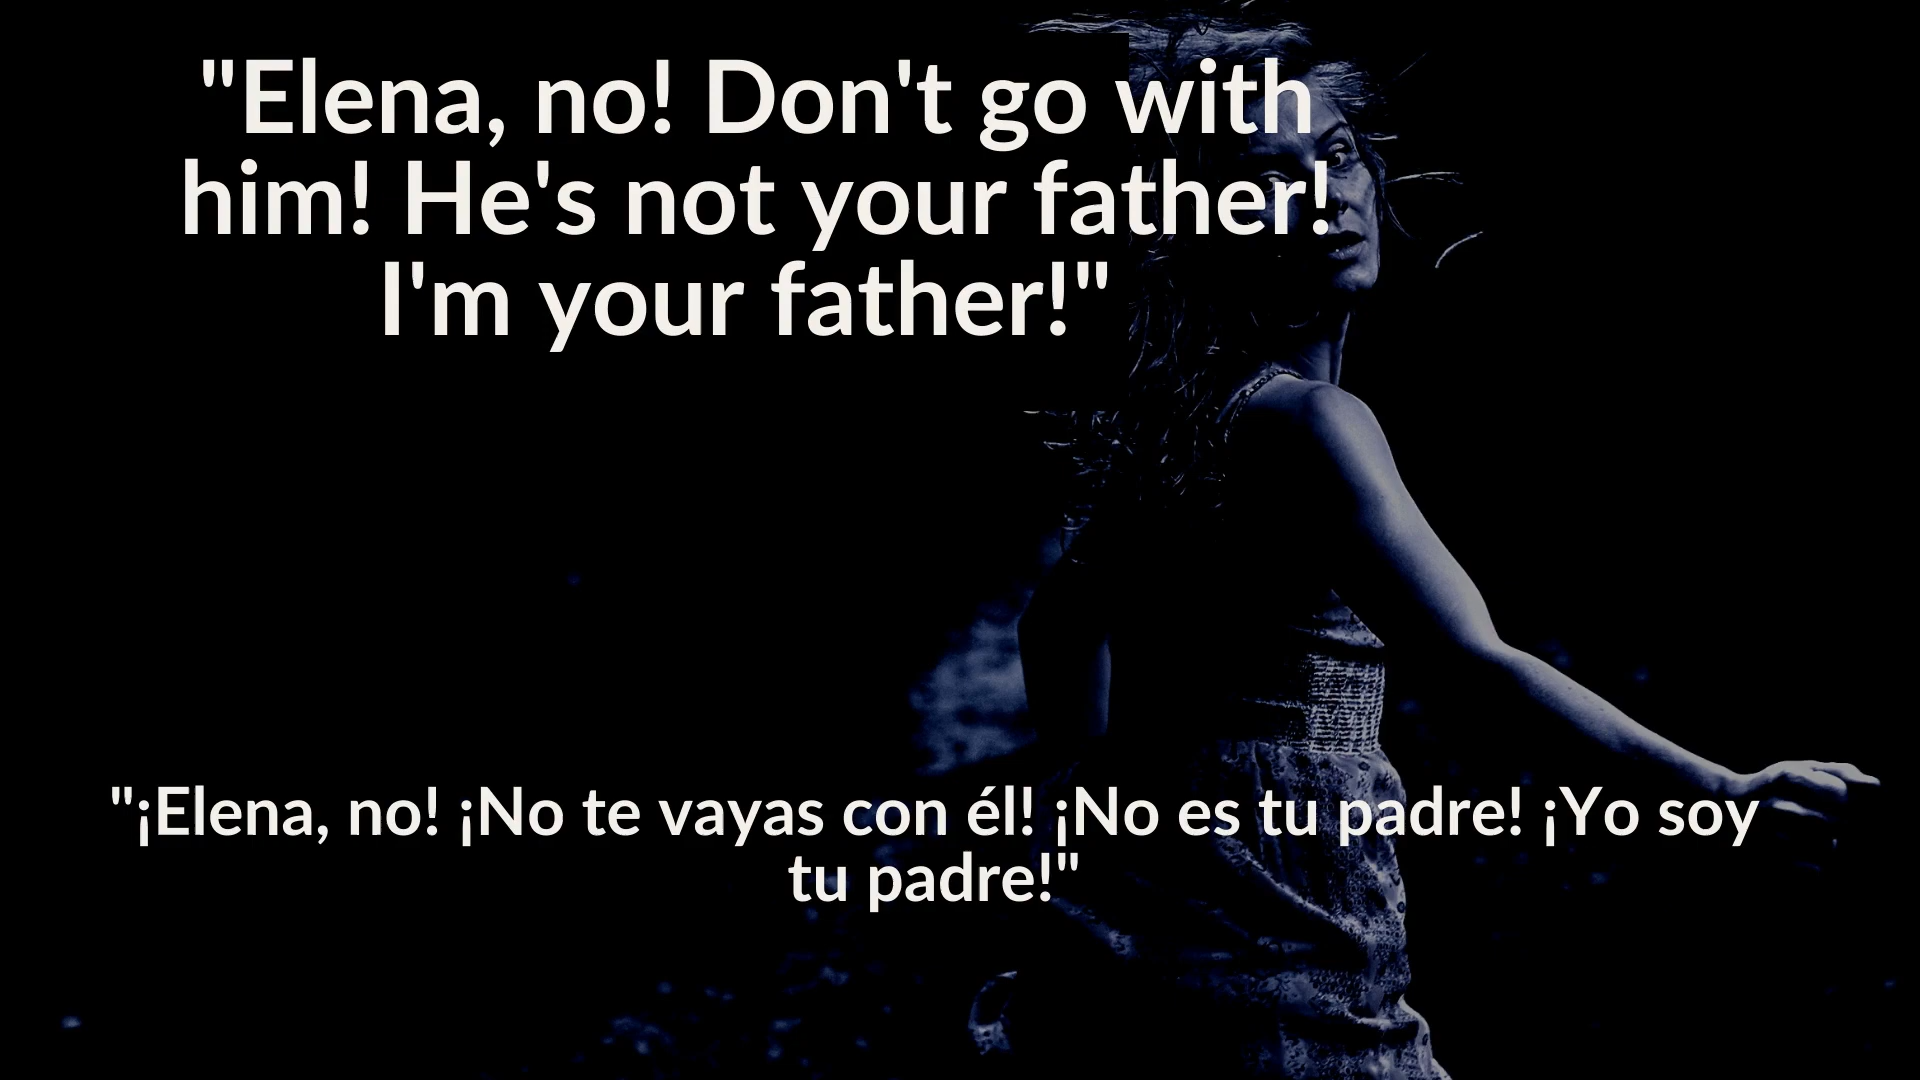 "Elena, no! Don't go with
him! He's not your father!
I'm your father!"
"¡Elena, no! ¡No te vayas con él! ¡No es tu padre! ¡Yo soy
tu padre!"